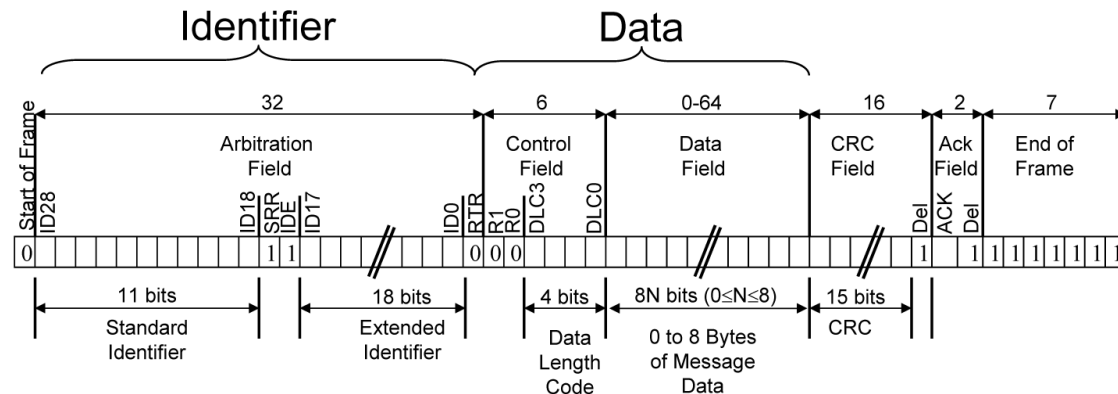 Identifier Data
32 6 0-64 16 2 7
Arbitration Field
Control Field
Data Field
CRC Field
Ack Field
End of Frame
Start of Frame
ID28
ID18
SRR
IDE
ID17
ID0
RTR
R1
R0
DLC3
DLC0
Del
ACK
Del
0 1 1 0 0 0 1 1 1 1 1 1 1 1 1
11 bits
Standard
Identifier
18 bits
Extended
Identifier
4 bits
Data
Length
Code
8N bits (0≤N≤8)
0 to 8 Bytes
of Message
Data
15 bits
CRC